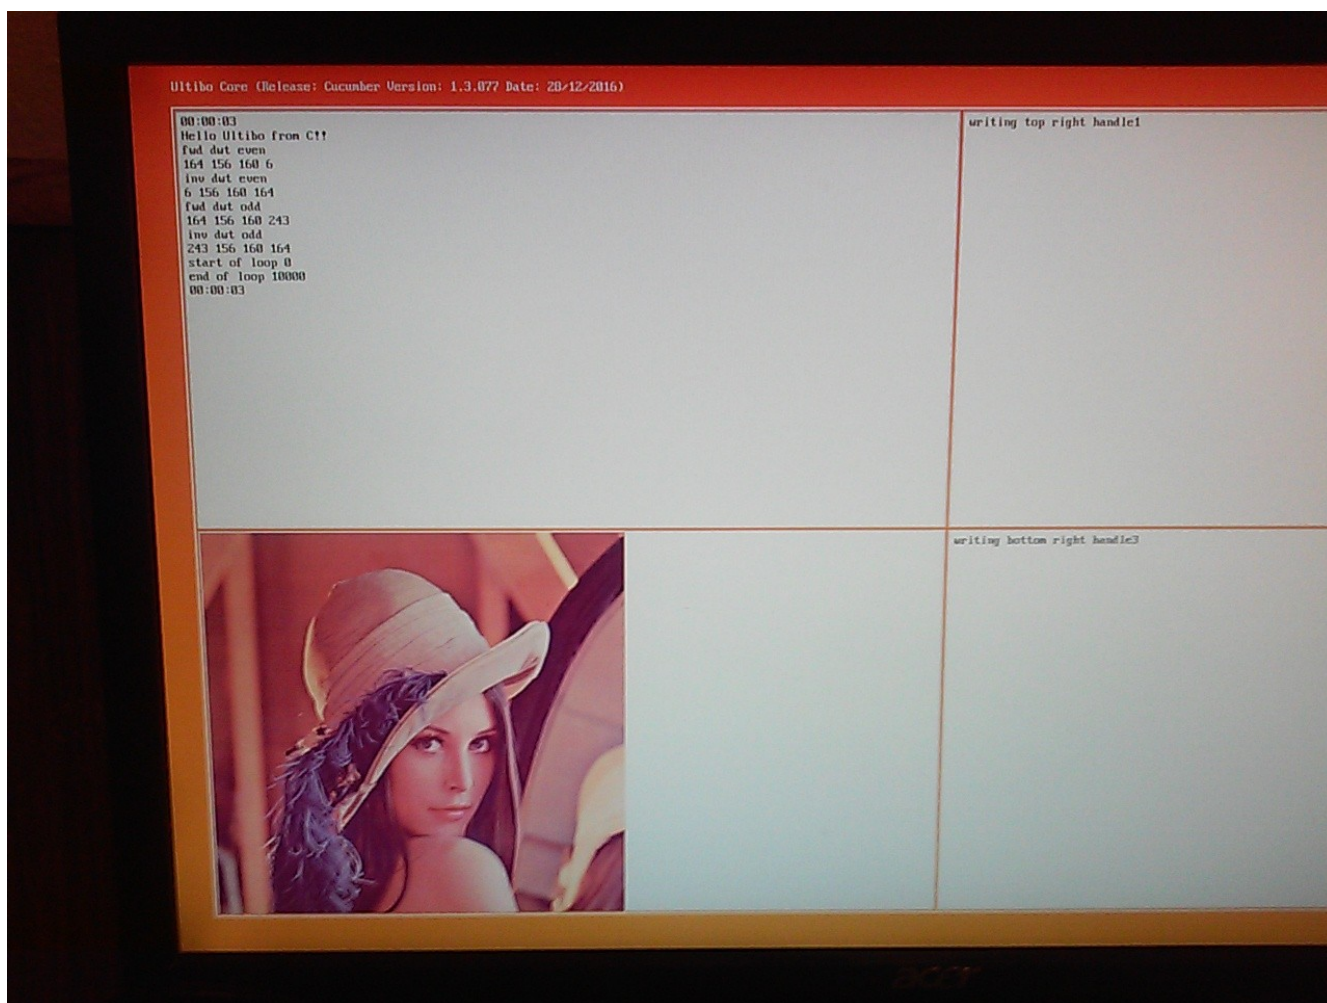 Ultibo Core (Release: Cucumber Version: 1.3.077 Date: 28/12/2016)
00:00:03
Hello Ultibo from C!!
fwd dwt even
164 156 160 6
inv dwt even
6 156 160 164
fwd dwt odd
164 156 160 243
inv dwt odd
243 156 160 164
start of loop 0
end of loop 10000
00:00:03
writing top right handle1
writing bottom right handle3
acer